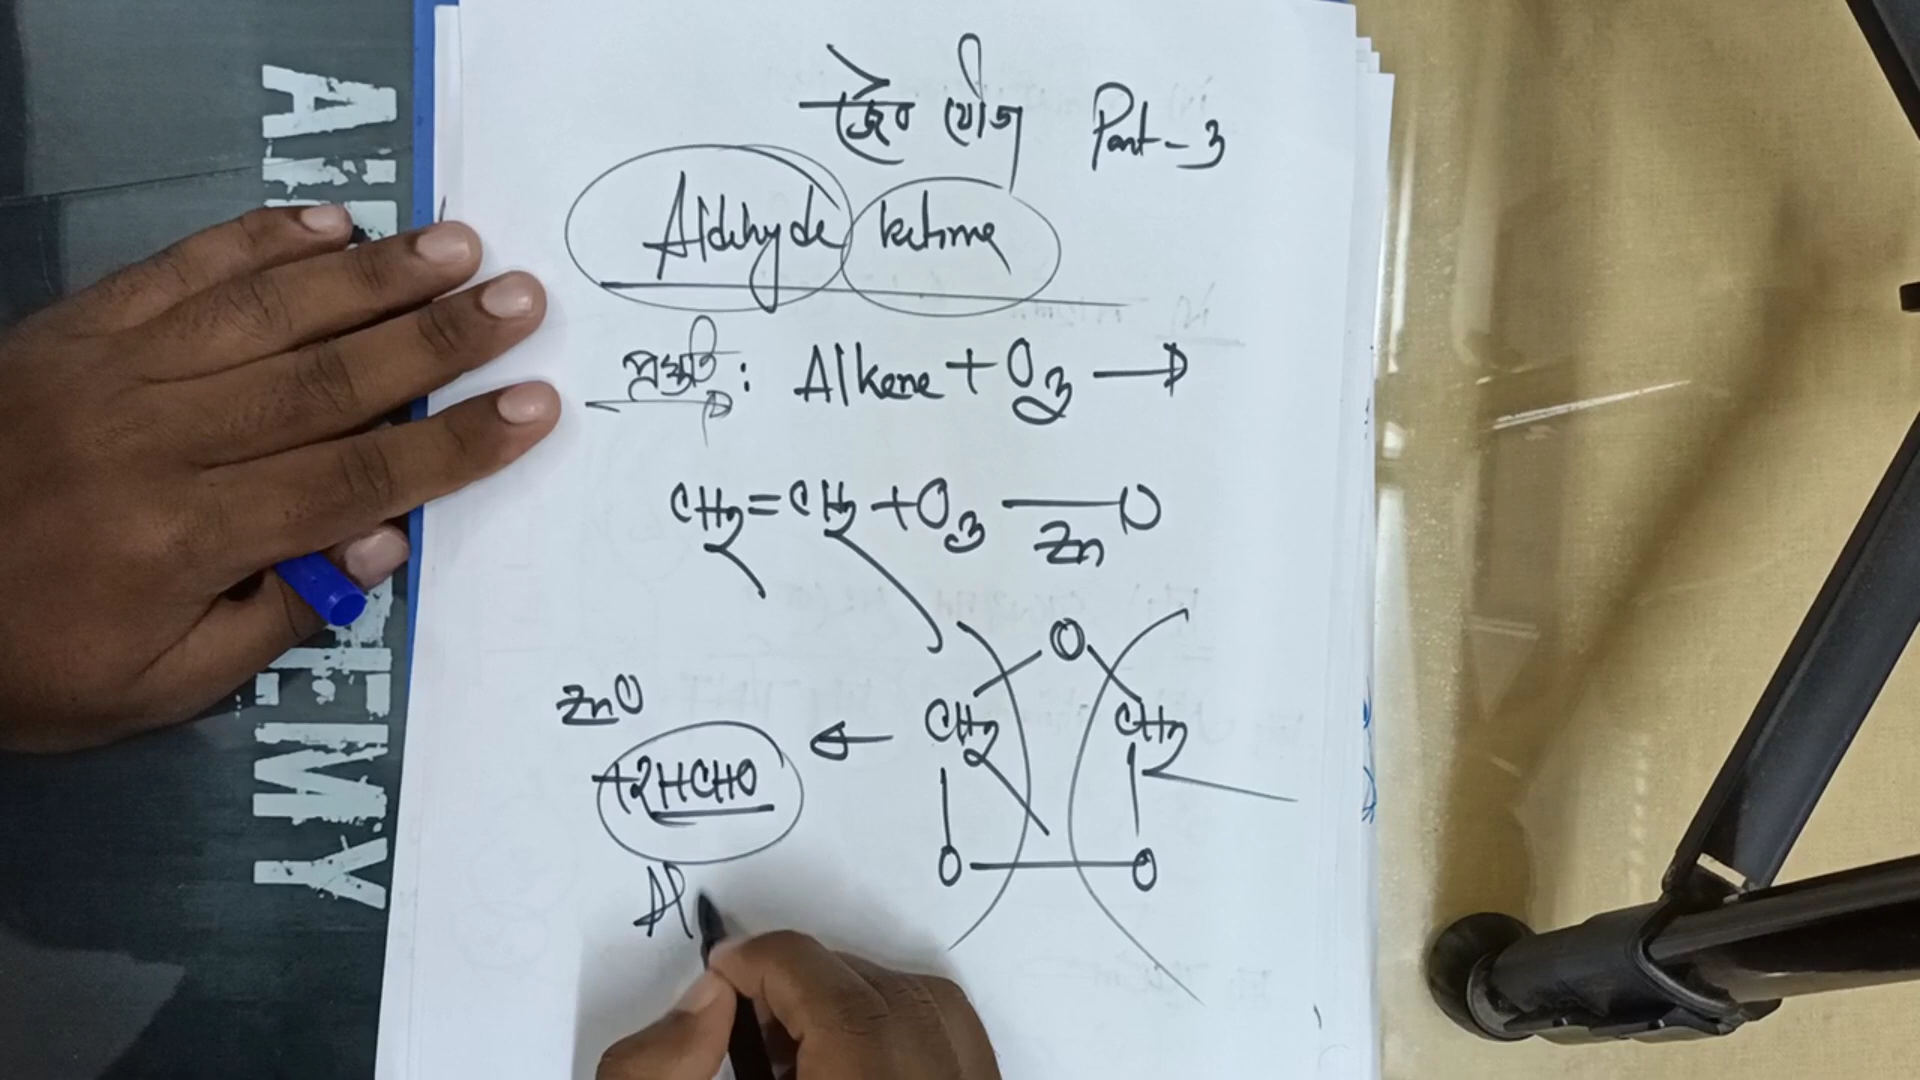 জৈব যৌগ Part-3
Aldehyde ketone
প্রস্তুতি: Alkene + O3 →
CH2=CH2 + O3 → Zn
O
ZnO CH2 CH2
+2HCHO ←
O O
Al